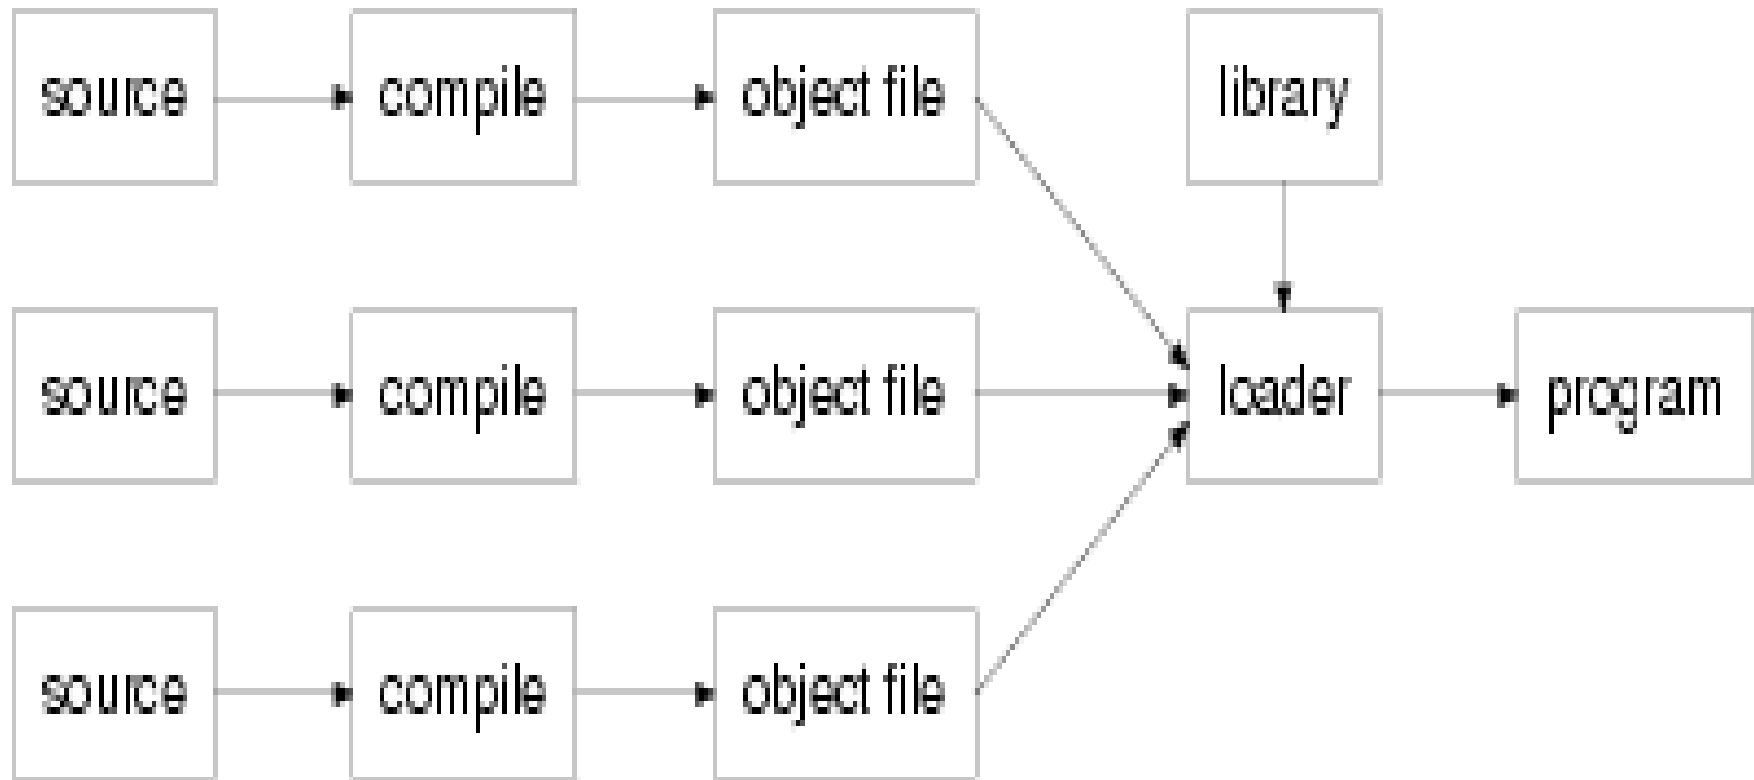 source compile object file library
source compile object file loader program
source compile object file